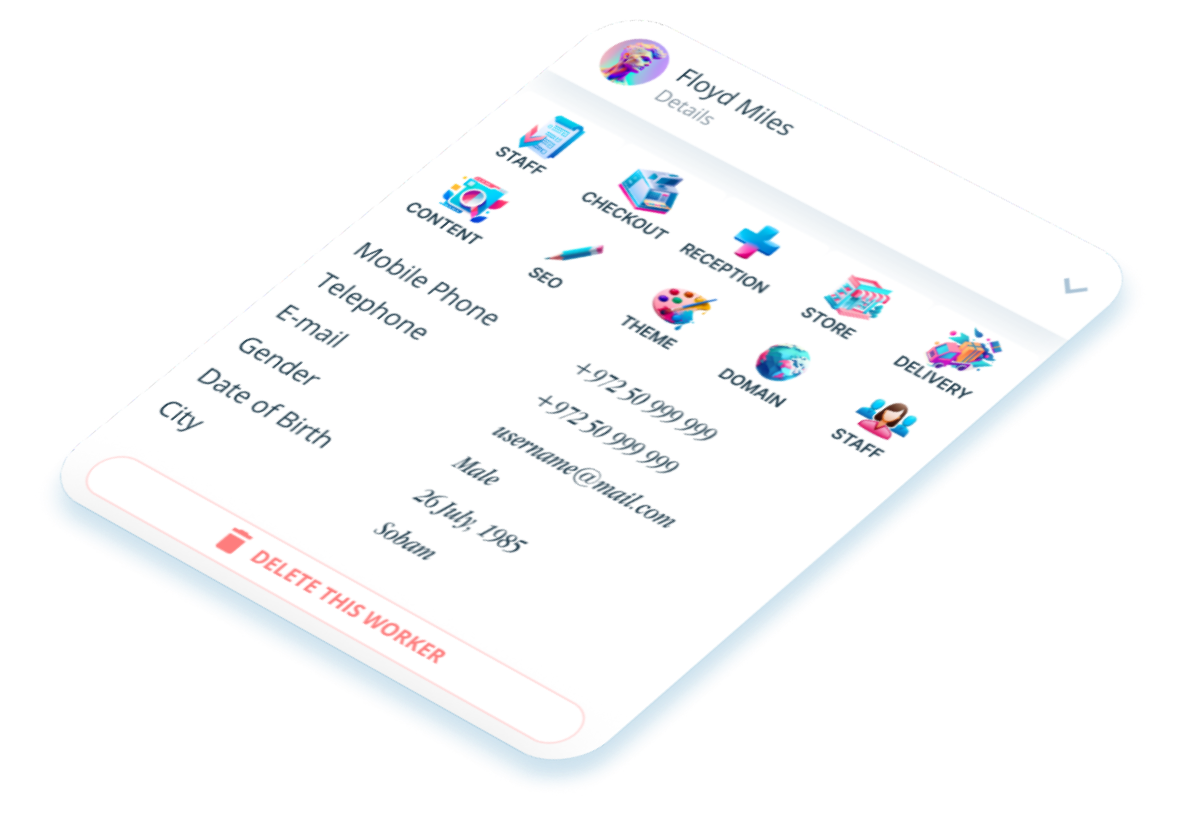 Floyd Miles
Details
STAFF
CHECKOUT
RECEPTION
STORE
DELIVERY
CONTENT
SEO
THEME
DOMAIN
STAFF
Mobile Phone +972 50 999 999
Telephone +972 50 999 999
E-mail username@mail.com
Gender Male
Date of Birth 26 July, 1985
City Sobam
DELETE THIS WORKER